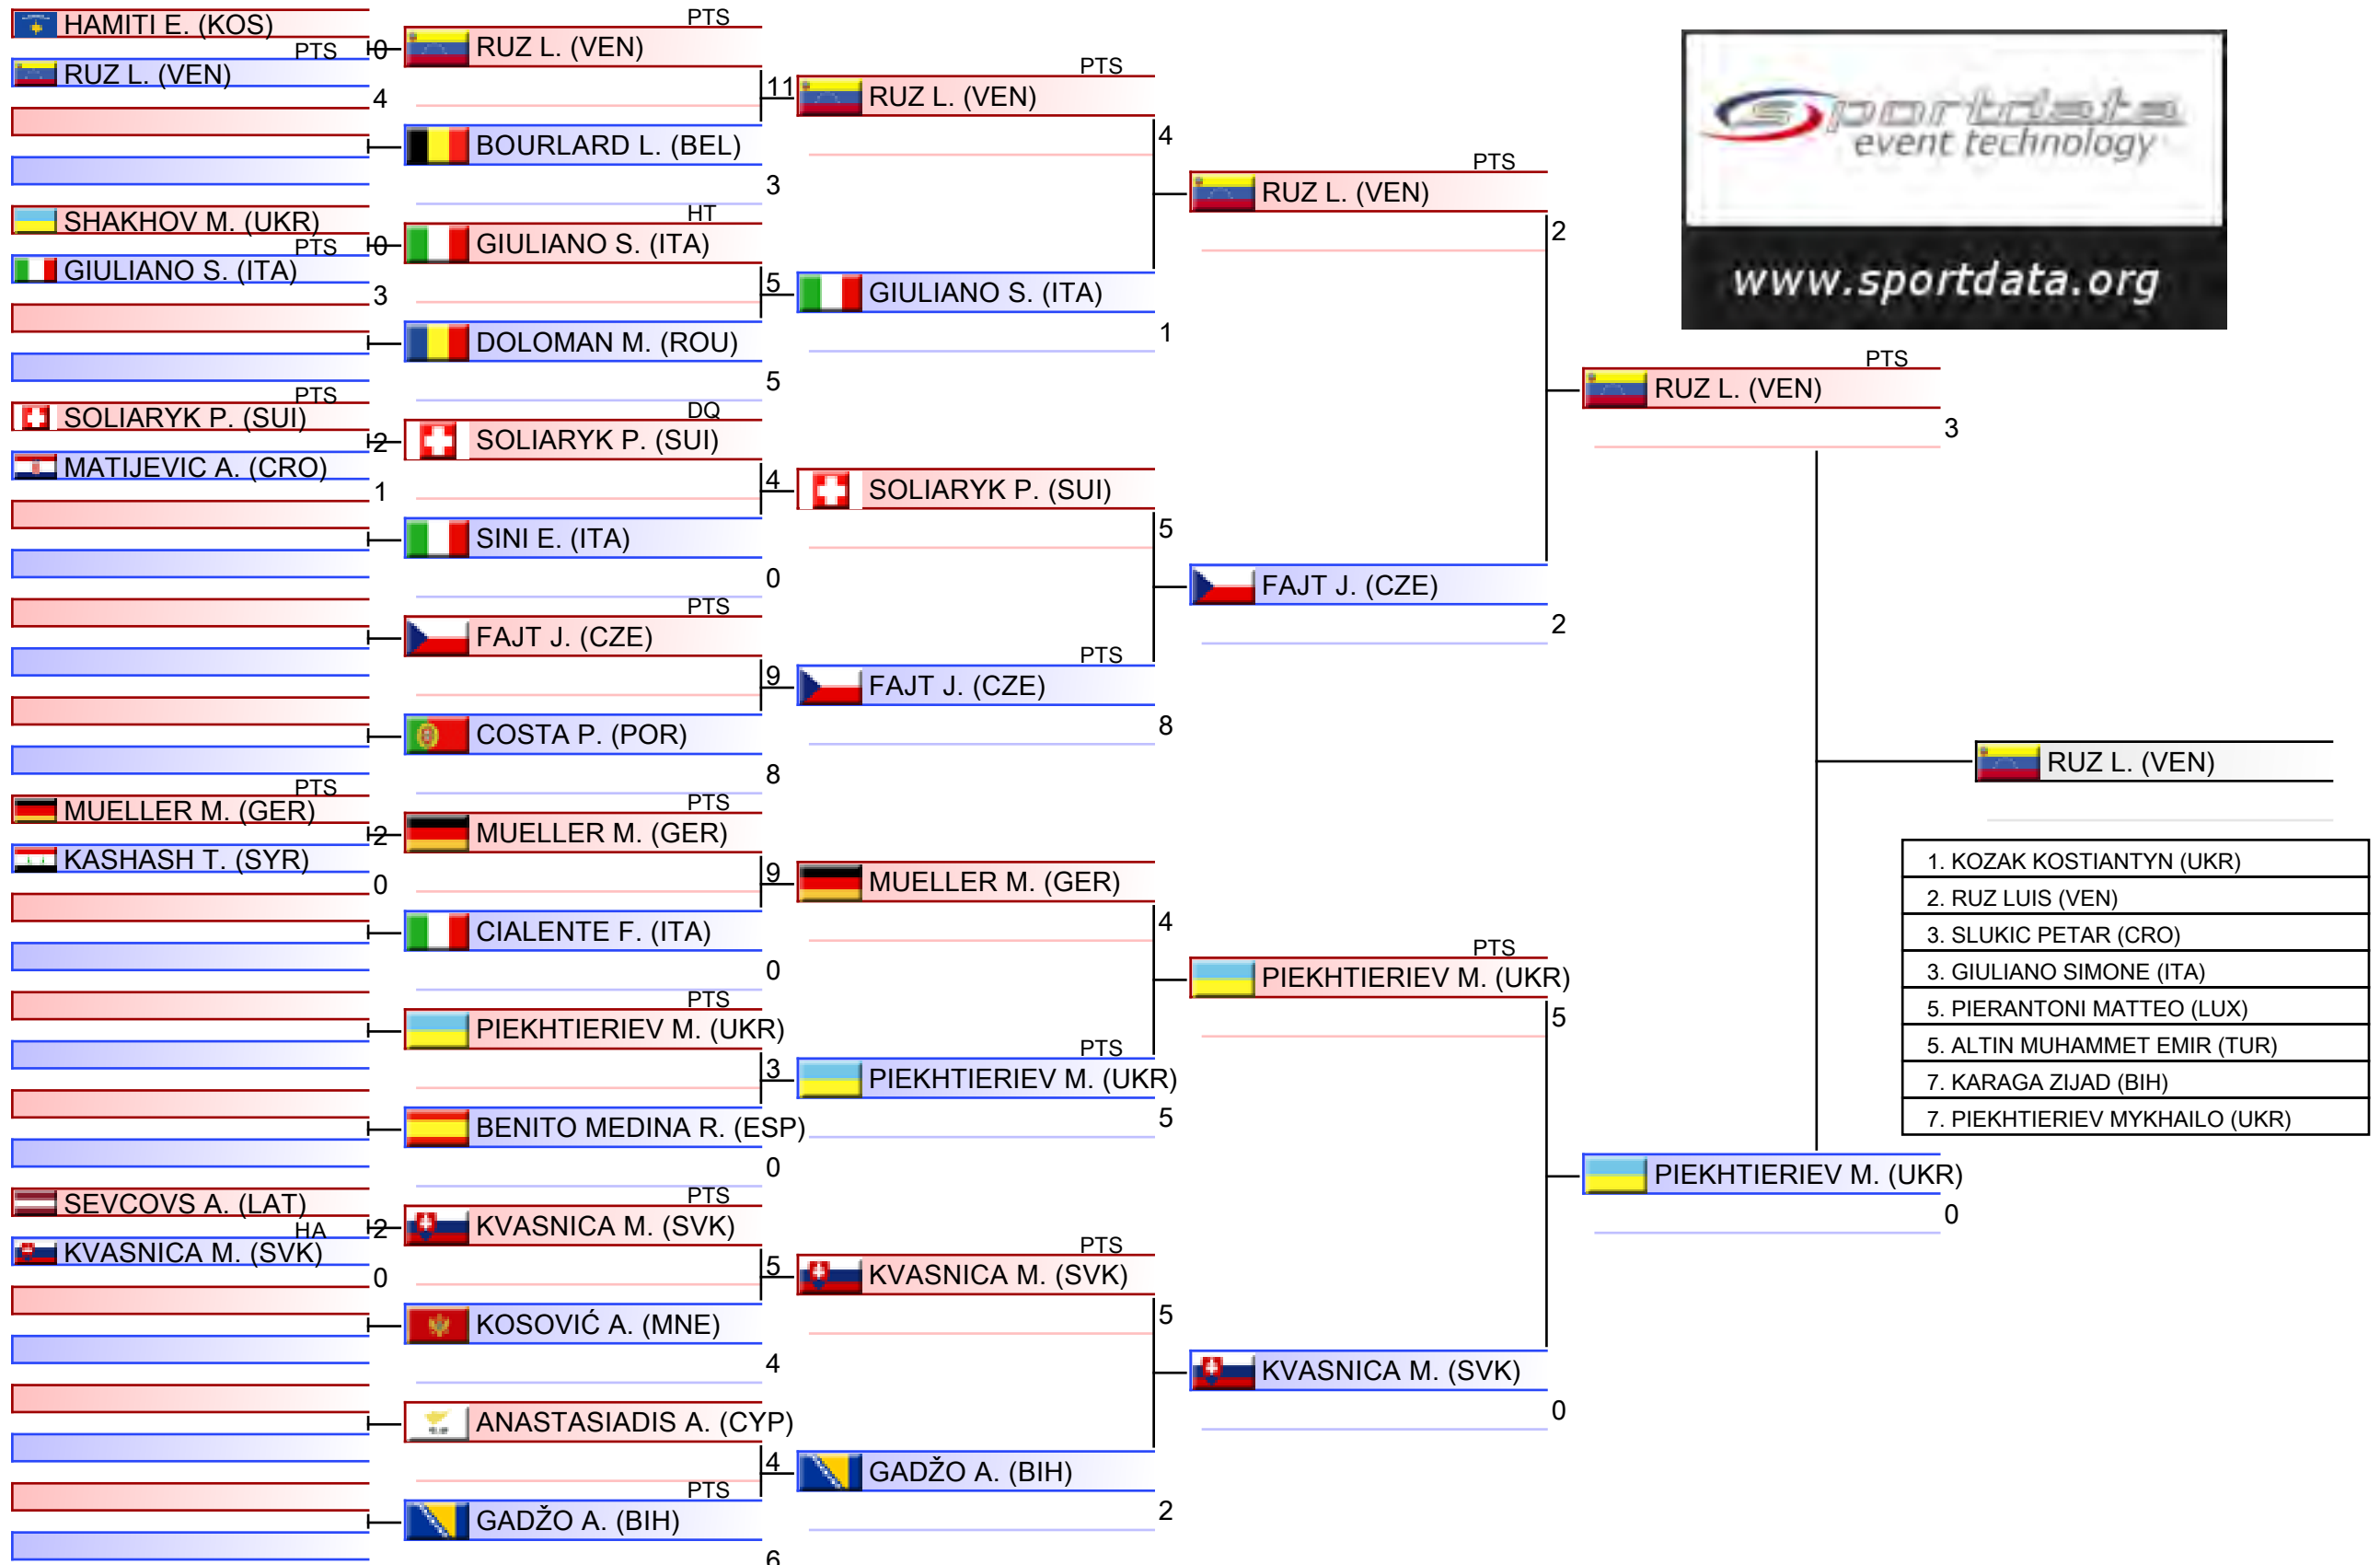 HAMITI E. (KOS)
PTS 0
RUZ L. (VEN)
4
SHAKHOV M. (UKR)
PTS 0
GIULIANO S. (ITA)
3
PTS
SOLIARYK P. (SUI)
2
MATIJEVIC A. (CRO)
1
PTS
MUELLER M. (GER)
2
KASHASH T. (SYR)
0
SEVCOVS A. (LAT)
HA 2
KVASNICA M. (SVK)
0
PTS
RUZ L. (VEN)
11
BOURLARD L. (BEL)
3
HT
GIULIANO S. (ITA)
5
DOLOMAN M. (ROU)
5
DQ
SOLIARYK P. (SUI)
4
SINI E. (ITA)
0
PTS
FAJT J. (CZE)
9
COSTA P. (POR)
8
PTS
MUELLER M. (GER)
9
CIALENTE F. (ITA)
0
PTS
PIEKHTIERIEV M. (UKR)
3
BENITO MEDINA R. (ESP)
0
PTS
KVASNICA M. (SVK)
5
KOSOVIĆ A. (MNE)
4
ANASTASIADIS A. (CYP)
4
PTS
GADŽO A. (BIH)
6
PTS
RUZ L. (VEN)
4
GIULIANO S. (ITA)
1
SOLIARYK P. (SUI)
5
PTS
FAJT J. (CZE)
8
MUELLER M. (GER)
4
PTS
PIEKHTIERIEV M. (UKR)
5
PTS
KVASNICA M. (SVK)
5
GADŽO A. (BIH)
2
PTS
RUZ L. (VEN)
2
FAJT J. (CZE)
2
PTS
PIEKHTIERIEV M. (UKR)
5
KVASNICA M. (SVK)
0
PTS
RUZ L. (VEN)
3
PIEKHTIERIEV M. (UKR)
0
RUZ L. (VEN)
sportdata
event technology
www.sportdata.org
1. KOZAK KOSTIANTYN (UKR)
2. RUZ LUIS (VEN)
3. SLUKIC PETAR (CRO)
3. GIULIANO SIMONE (ITA)
5. PIERANTONI MATTEO (LUX)
5. ALTIN MUHAMMET EMIR (TUR)
7. KARAGA ZIJAD (BIH)
7. PIEKHTIERIEV MYKHAILO (UKR)